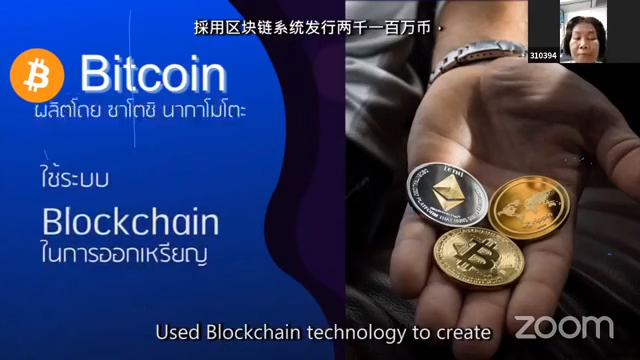 採用区块链系统发行两千一百万币
310394
Bitcoin
ผลิตโดย ซาโตชิ นากาโมโตะ
ใช้ระบบ
Blockchain
ในการออกเหรียญ
Used Blockchain technology to create
zoom